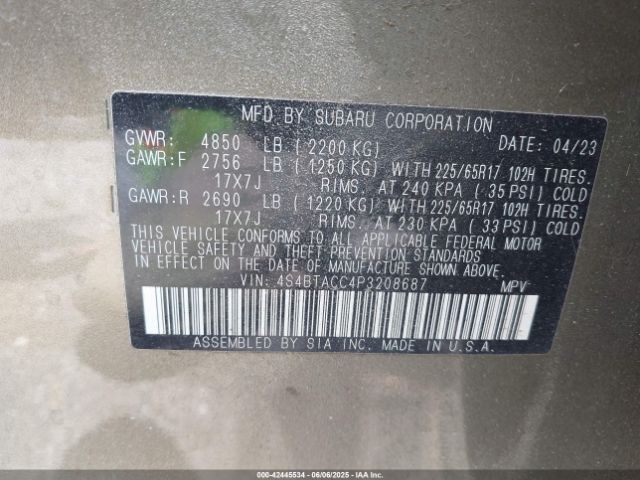 MFD. BY SUBARU CORPORATION
GVWR: 4850 LB ( 2200 KG) DATE: 04/23
GAWR:F 2756 LB ( 1250 KG) WITH 225/65R17 102H TIRES.
17X7J RIMS. AT 240 KPA ( 35 PSI) COLD
GAWR:R 2690 LB ( 1220 KG) WITH 225/65R17 102H TIRES.
17X7J RIMS. AT 230 KPA ( 33 PSI) COLD
THIS VEHICLE CONFORMS TO ALL APPLICABLE FEDERAL MOTOR
VEHICLE SAFETY AND THEFT PREVENTION STANDARDS
IN EFFECT ON THE DATE OF MANUFACTURE SHOWN ABOVE.
VIN: 4S4BTACC4P3208687 MPV
ASSEMBLED BY SIA INC. MADE IN U.S.A.
000-42445534 - 06/06/2025 - IAAI.com